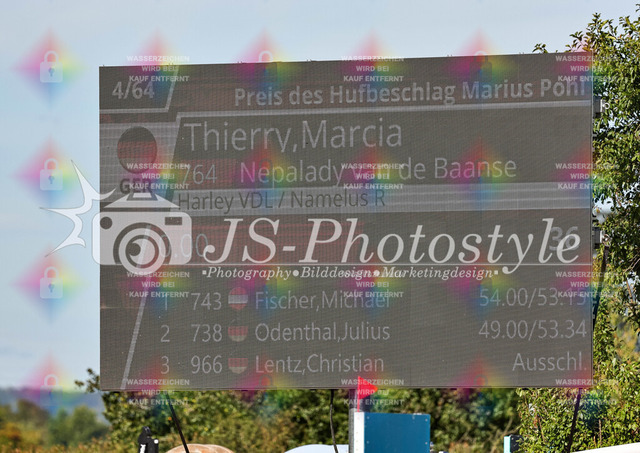 4/64
Preis des Hufbeschlag Marius Pohl
Thierry,Marcia
764 Nepalady de Baanse
Harley VDL / Namelus R
36
JS-Photostyle
•Photography•Bilddesign•Marketingdesign•
743 Fischer,Michael 54.00/53.
2 738 Odenthal,Julius 49.00/53.34
3 966 Lentz,Christian Ausschl.
WASSERZEICHEN
WIRD BEI
KAUF ENTFERNT